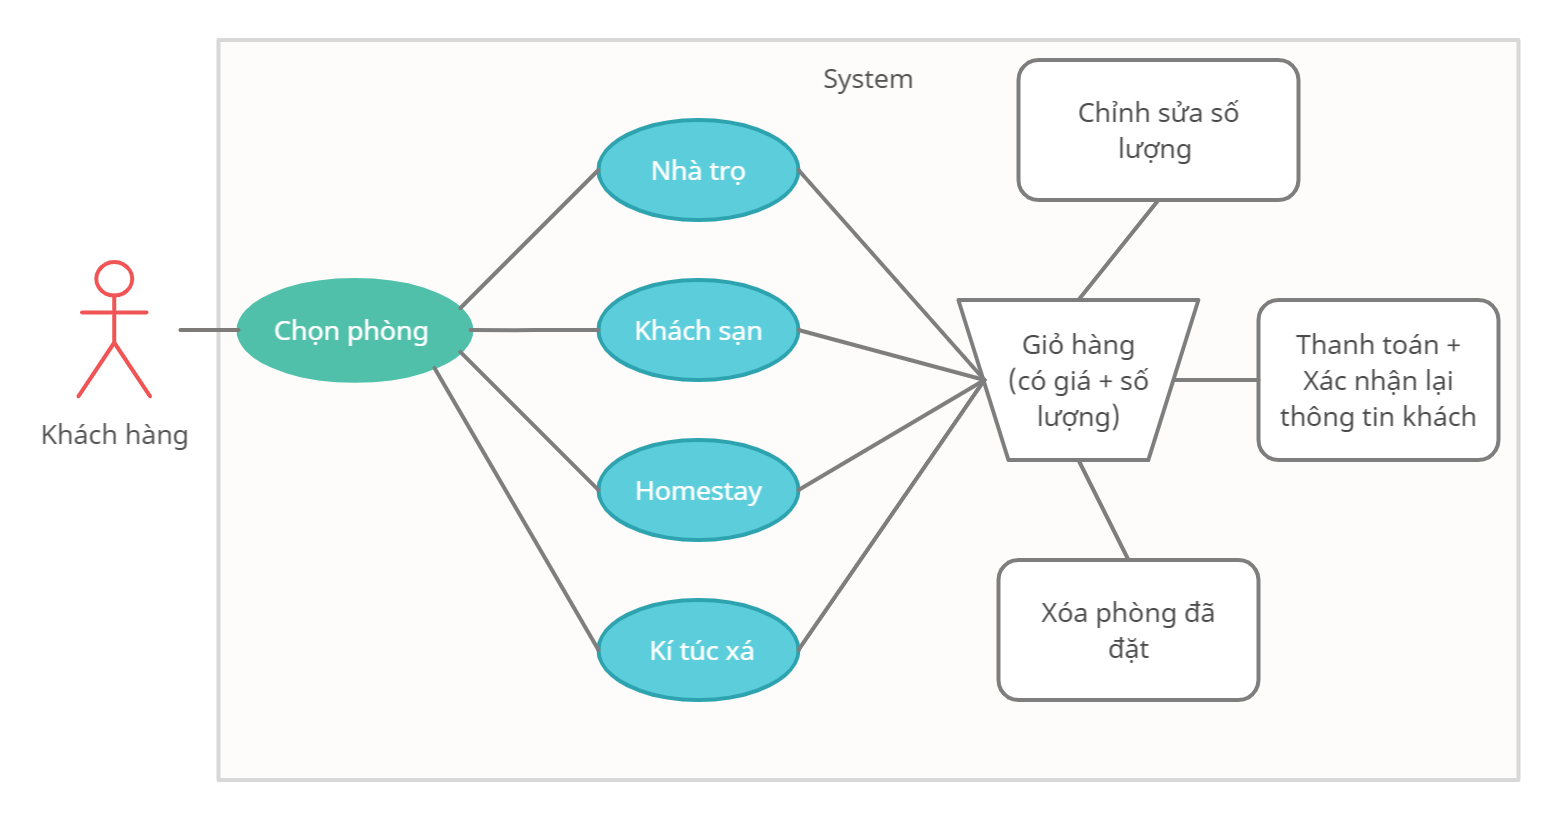 System
Chỉnh sửa số
lượng
Nhà trọ
Chọn phòng
Khách sạn
Giỏ hàng
(có giá + số
lượng)
Thanh toán +
Xác nhận lại
thông tin khách
Khách hàng
Homestay
Xóa phòng đã
đặt
Kí túc xá